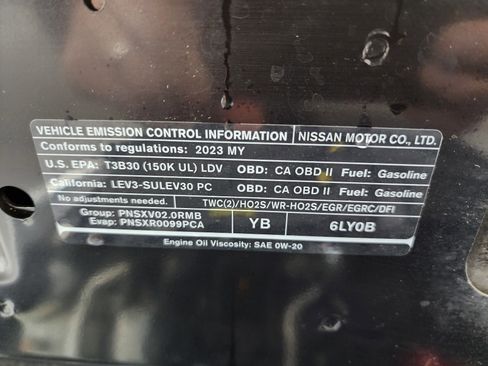 VEHICLE EMISSION CONTROL INFORMATION NISSAN MOTOR CO., LTD.
Conforms to regulations: 2023 MY
U.S. EPA: T3B30 (150K UL) LDV OBD: CA OBD II Fuel: Gasoline
California: LEV3-SULEV30 PC OBD: CA OBD II Fuel: Gasoline
No adjustments needed. TWC(2)/HO2S/WR-HO2S/EGR/EGRC/DFI
Group: PNSXV02.0RMB
Evap: PNSXR0099PCA YB 6LY0B
Engine Oil Viscosity: SAE 0W-20